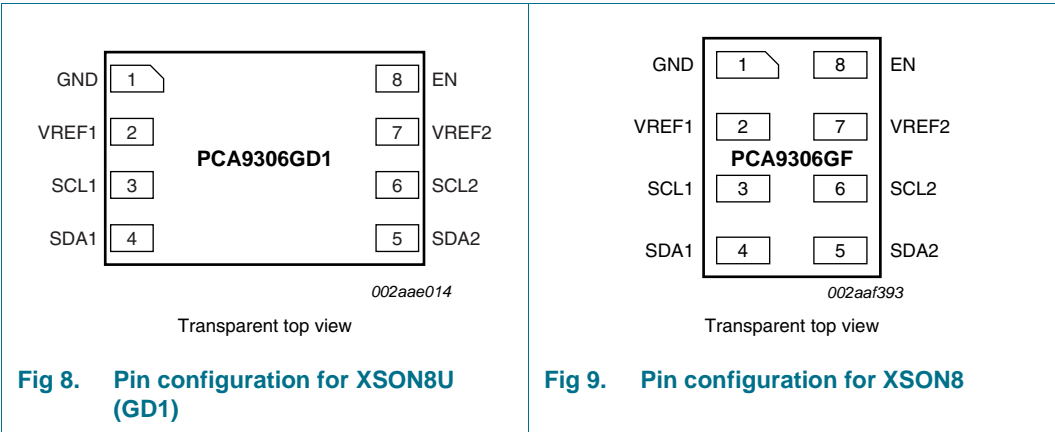 GND 1 8 EN
VREF1 2 7 VREF2
PCA9306GD1
SCL1 3 6 SCL2
SDA1 4 5 SDA2
002aae014
Transparent top view
Fig 8. Pin configuration for XSON8U
(GD1)
GND 1 8 EN
VREF1 2 7 VREF2
PCA9306GF
SCL1 3 6 SCL2
SDA1 4 5 SDA2
002aaf393
Transparent top view
Fig 9. Pin configuration for XSON8